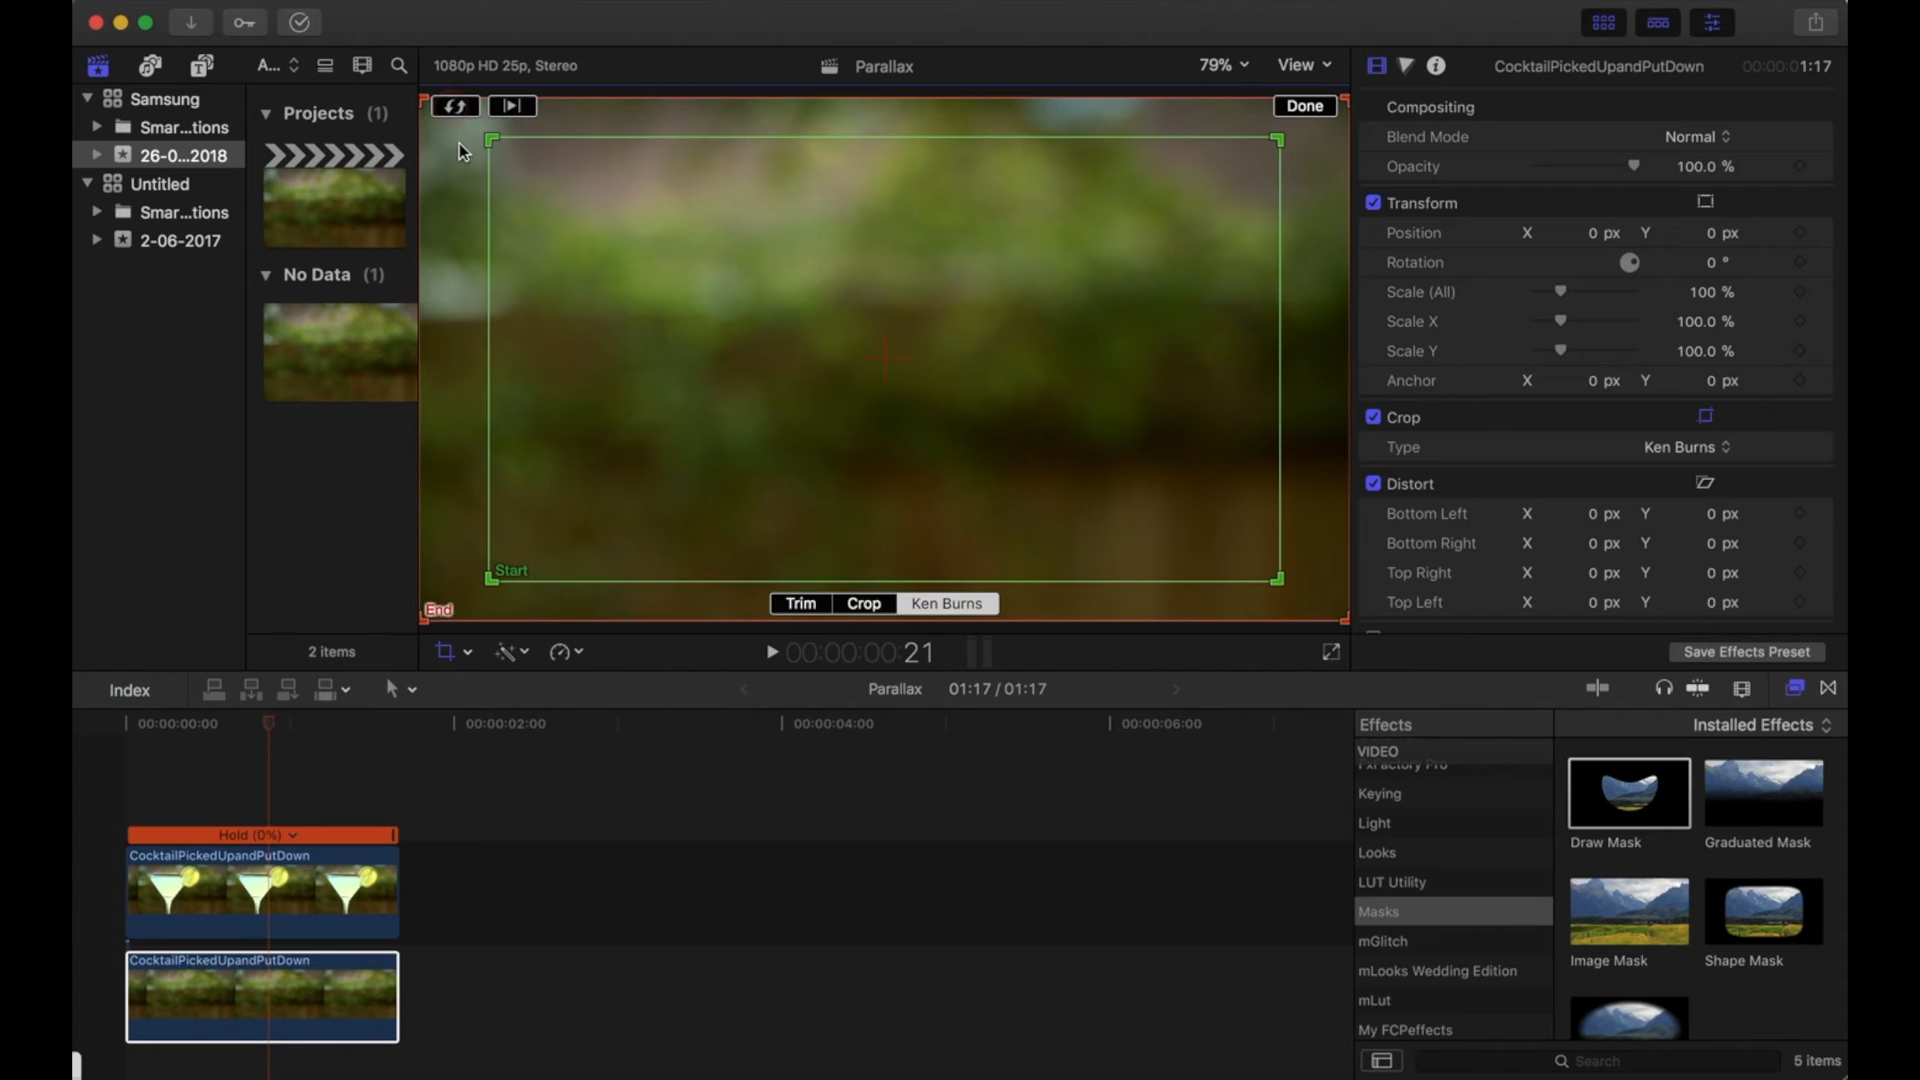 A...
1080p HD 25p, Stereo
Parallax
79%
View
CocktailPickedUpandPutDown
00:00:01:17
Samsung
Smar...tions
26-0...2018
Untitled
Smar...tions
2-06-2017
Projects (1)
No Data (1)
2 items
Done
Start
End
Trim
Crop
Ken Burns
00:00:00:21
Compositing
Blend Mode Normal
Opacity 100.0 %
Transform
Position X 0 px Y 0 px
Rotation 0 °
Scale (All) 100 %
Scale X 100.0 %
Scale Y 100.0 %
Anchor X 0 px Y 0 px
Crop
Type Ken Burns
Distort
Bottom Left X 0 px Y 0 px
Bottom Right X 0 px Y 0 px
Top Right X 0 px Y 0 px
Top Left X 0 px Y 0 px
Save Effects Preset
Index
Parallax 01:17 / 01:17
00:00:00:00
00:00:02:00
00:00:04:00
00:00:06:00
Hold (0%)
CocktailPickedUpandPutDown
CocktailPickedUpandPutDown
Effects
Installed Effects
VIDEO
FxFactory Pro
Keying
Light
Looks
LUT Utility
Masks
mGlitch
mLooks Wedding Edition
mLut
My FCPeffects
Draw Mask
Graduated Mask
Image Mask
Shape Mask
Search
5 items